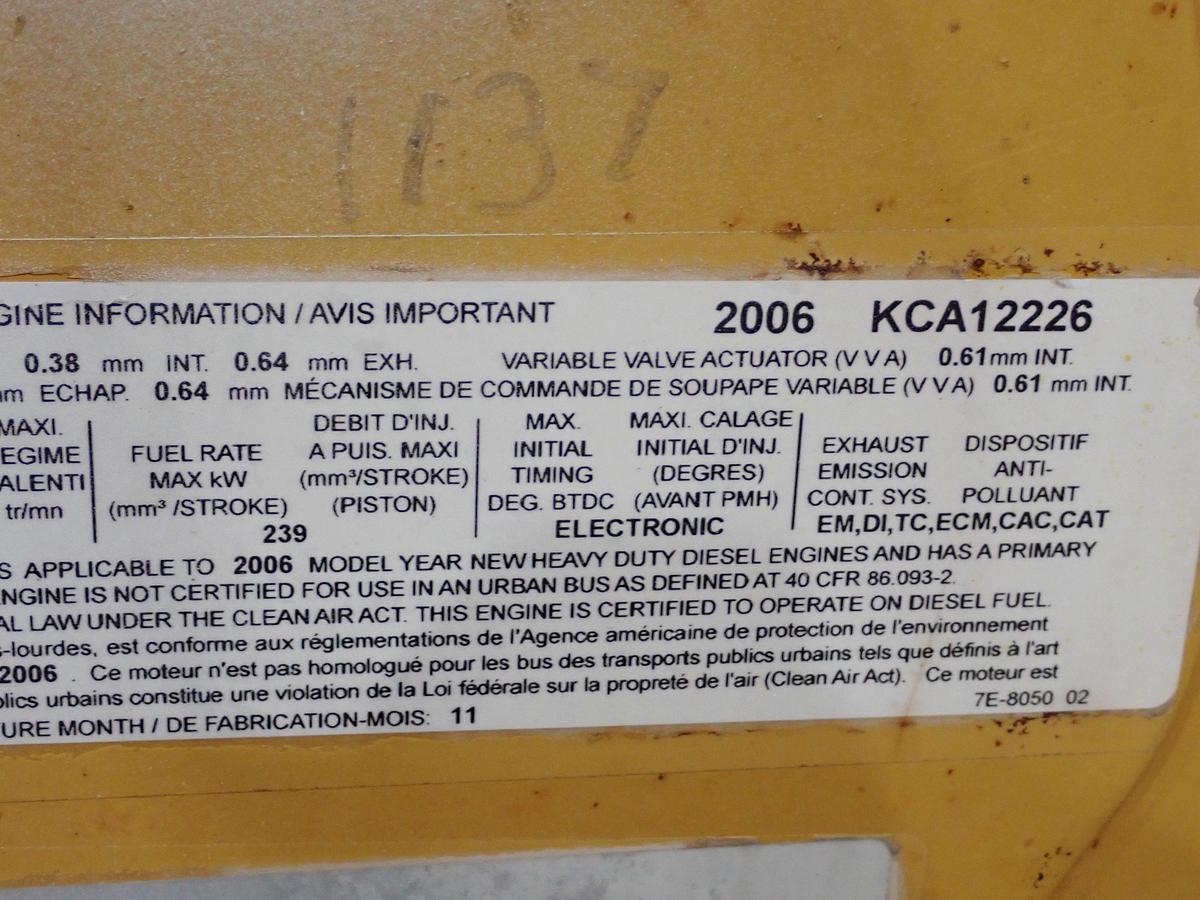 1137
GINE INFORMATION / AVIS IMPORTANT 2006 KCA12226
0.38 mm INT. 0.64 mm EXH. VARIABLE VALVE ACTUATOR (V V A) 0.61mm INT.
mm ECHAP. 0.64 mm MÉCANISME DE COMMANDE DE SOUPAPE VARIABLE (V V A) 0.61 mm INT.
MAXI. DEBIT D'INJ. MAX. MAXI. CALAGE
EGIME FUEL RATE A PUIS. MAXI INITIAL INITIAL D'INJ. EXHAUST DISPOSITIF
ALENTI MAX kW (mm³/STROKE) TIMING (DEGRES) EMISSION ANTI-
tr/mn (mm³ /STROKE) (PISTON) DEG. BTDC (AVANT PMH) CONT. SYS. POLLUANT
239 ELECTRONIC EM,DI,TC,ECM,CAC,CAT
S APPLICABLE TO 2006 MODEL YEAR NEW HEAVY DUTY DIESEL ENGINES AND HAS A PRIMARY
ENGINE IS NOT CERTIFIED FOR USE IN AN URBAN BUS AS DEFINED AT 40 CFR 86.093-2.
AL LAW UNDER THE CLEAN AIR ACT. THIS ENGINE IS CERTIFIED TO OPERATE ON DIESEL FUEL.
s-lourdes, est conforme aux réglementations de l'Agence américaine de protection de l'environnement
2006 . Ce moteur n'est pas homologué pour les bus des transports publics urbains tels que définis à l'art
blics urbains constitue une violation de la Loi fédérale sur la propreté de l'air (Clean Air Act). Ce moteur est
TURE MONTH / DE FABRICATION-MOIS: 11 7E-8050 02